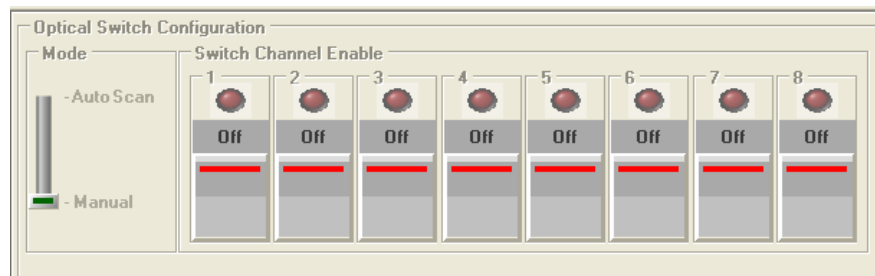 Optical Switch Configuration
Mode
Switch Channel Enable
1 2 3 4 5 6 7 8
- Auto Scan
Off Off Off Off Off Off Off Off
- Manual